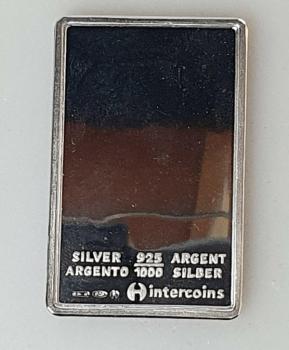 SILVER 925 ARGENT
ARGENTO 1000 SILBER
intercoins